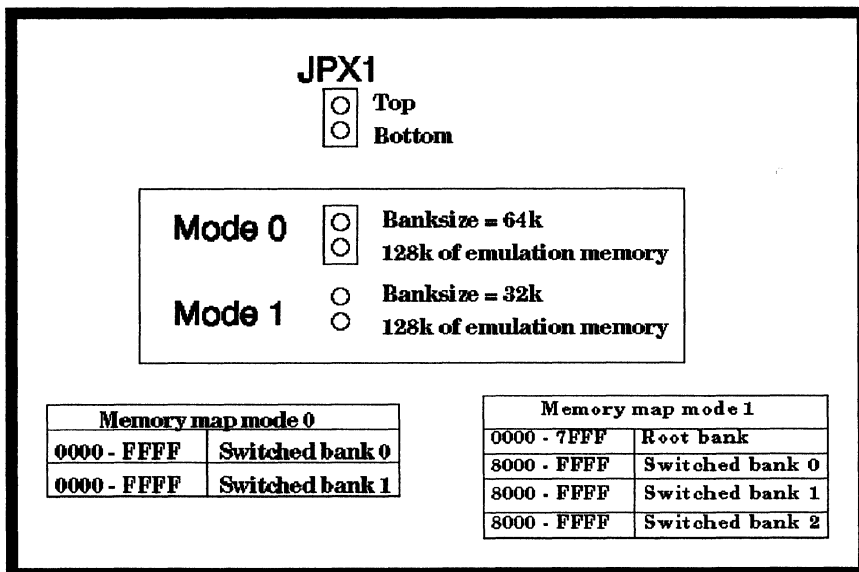 JPX1
Top
Bottom
Mode 0
Banksize = 64k
128k of emulation memory
Mode 1
Banksize = 32k
128k of emulation memory
Memory map mode 0
0000 - FFFF Switched bank 0
0000 - FFFF Switched bank 1
Memory map mode 1
0000 - 7FFF Root bank
8000 - FFFF Switched bank 0
8000 - FFFF Switched bank 1
8000 - FFFF Switched bank 2